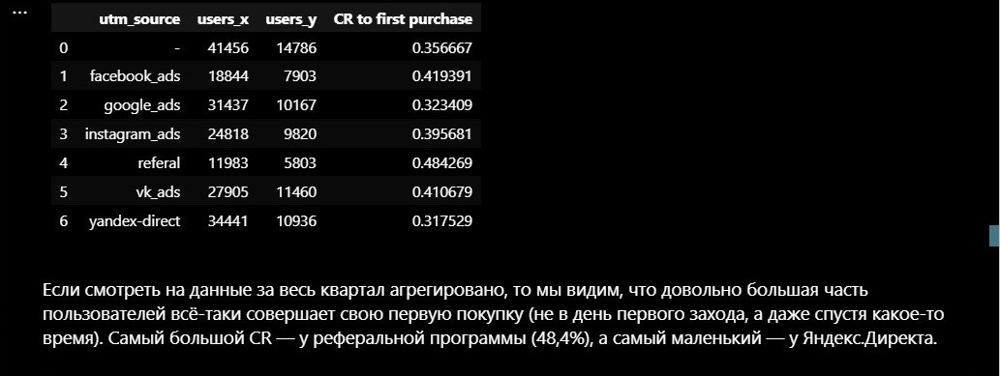 ...
utm_source users_x users_y CR to first purchase
0 - 41456 14786 0.356667
1 facebook_ads 18844 7903 0.419391
2 google_ads 31437 10167 0.323409
3 instagram_ads 24818 9820 0.395681
4 referal 11983 5803 0.484269
5 vk_ads 27905 11460 0.410679
6 yandex-direct 34441 10936 0.317529
Если смотреть на данные за весь квартал агрегировано, то мы видим, что довольно большая часть
пользователей всё-таки совершает свою первую покупку (не в день первого захода, а даже спустя какое-то
время). Самый большой CR — у реферальной программы (48,4%), а самый маленький — у Яндекс.Директа.